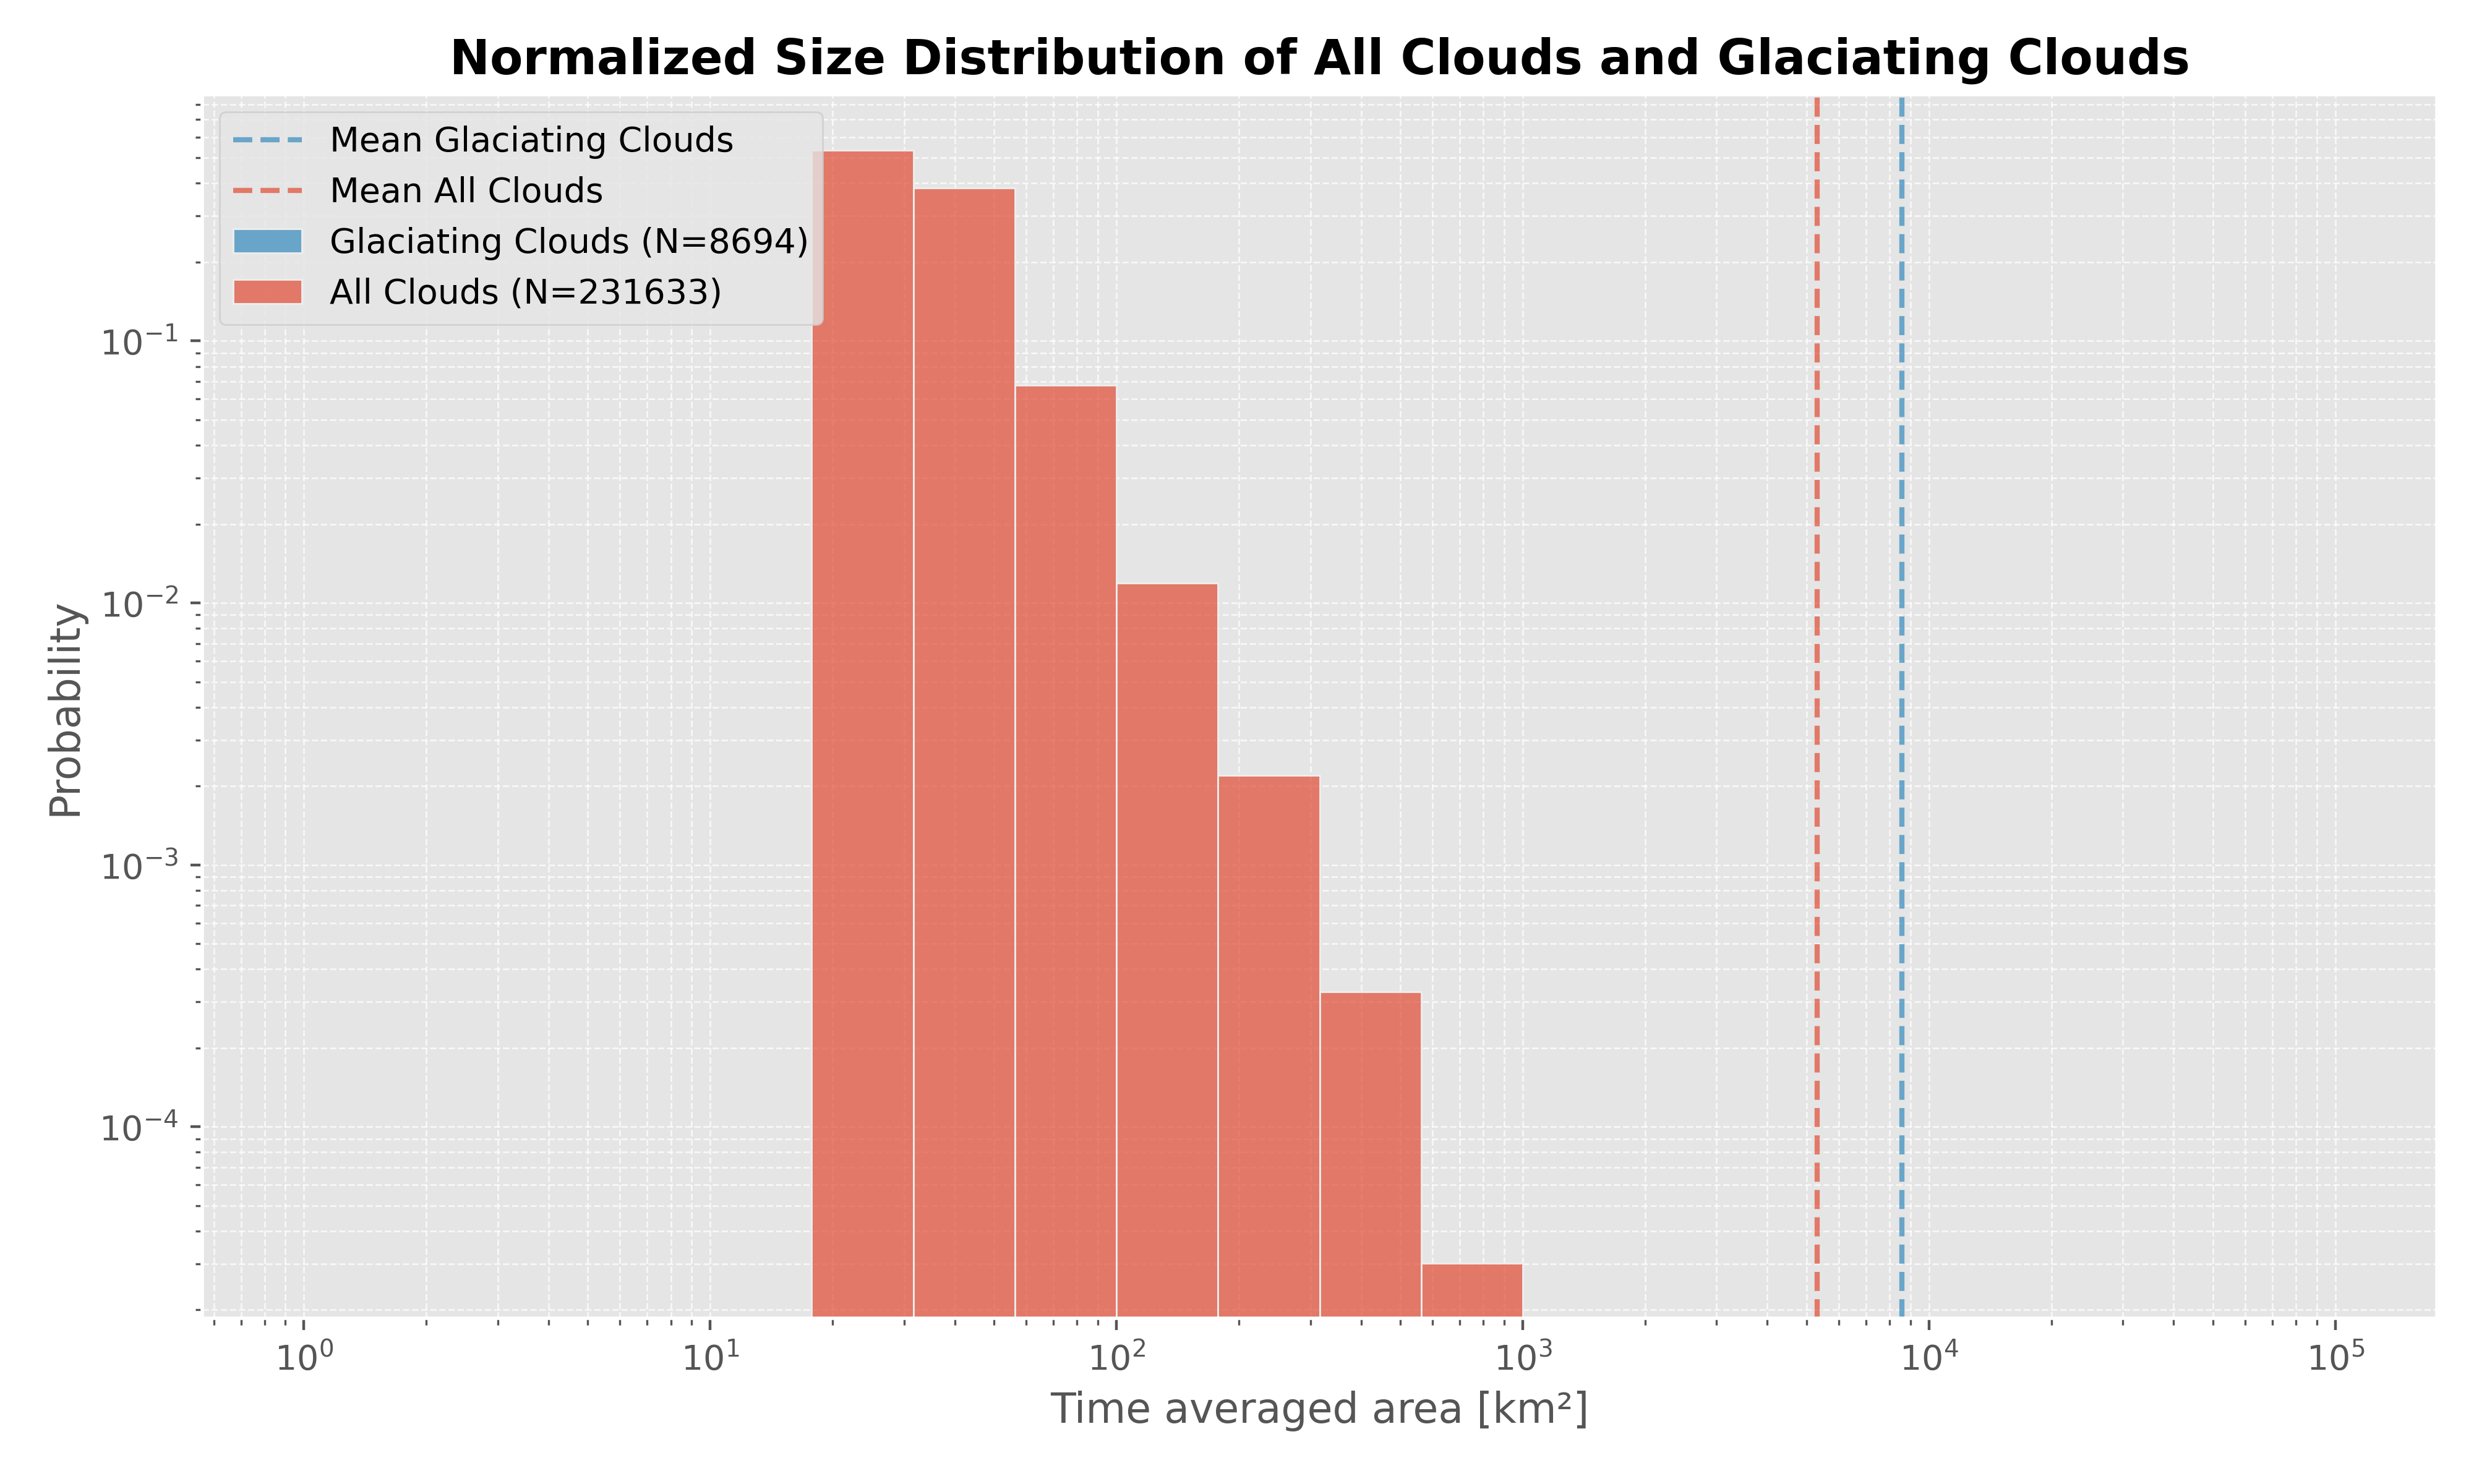 Normalized Size Distribution of All Clouds and Glaciating Clouds
Mean Glaciating Clouds
Mean All Clouds
Glaciating Clouds (N=8694)
All Clouds (N=231633)
Probability
10⁻¹
10⁻²
10⁻³
10⁻⁴
10⁰ 10¹ 10² 10³ 10⁴ 10⁵
Time averaged area [km²]